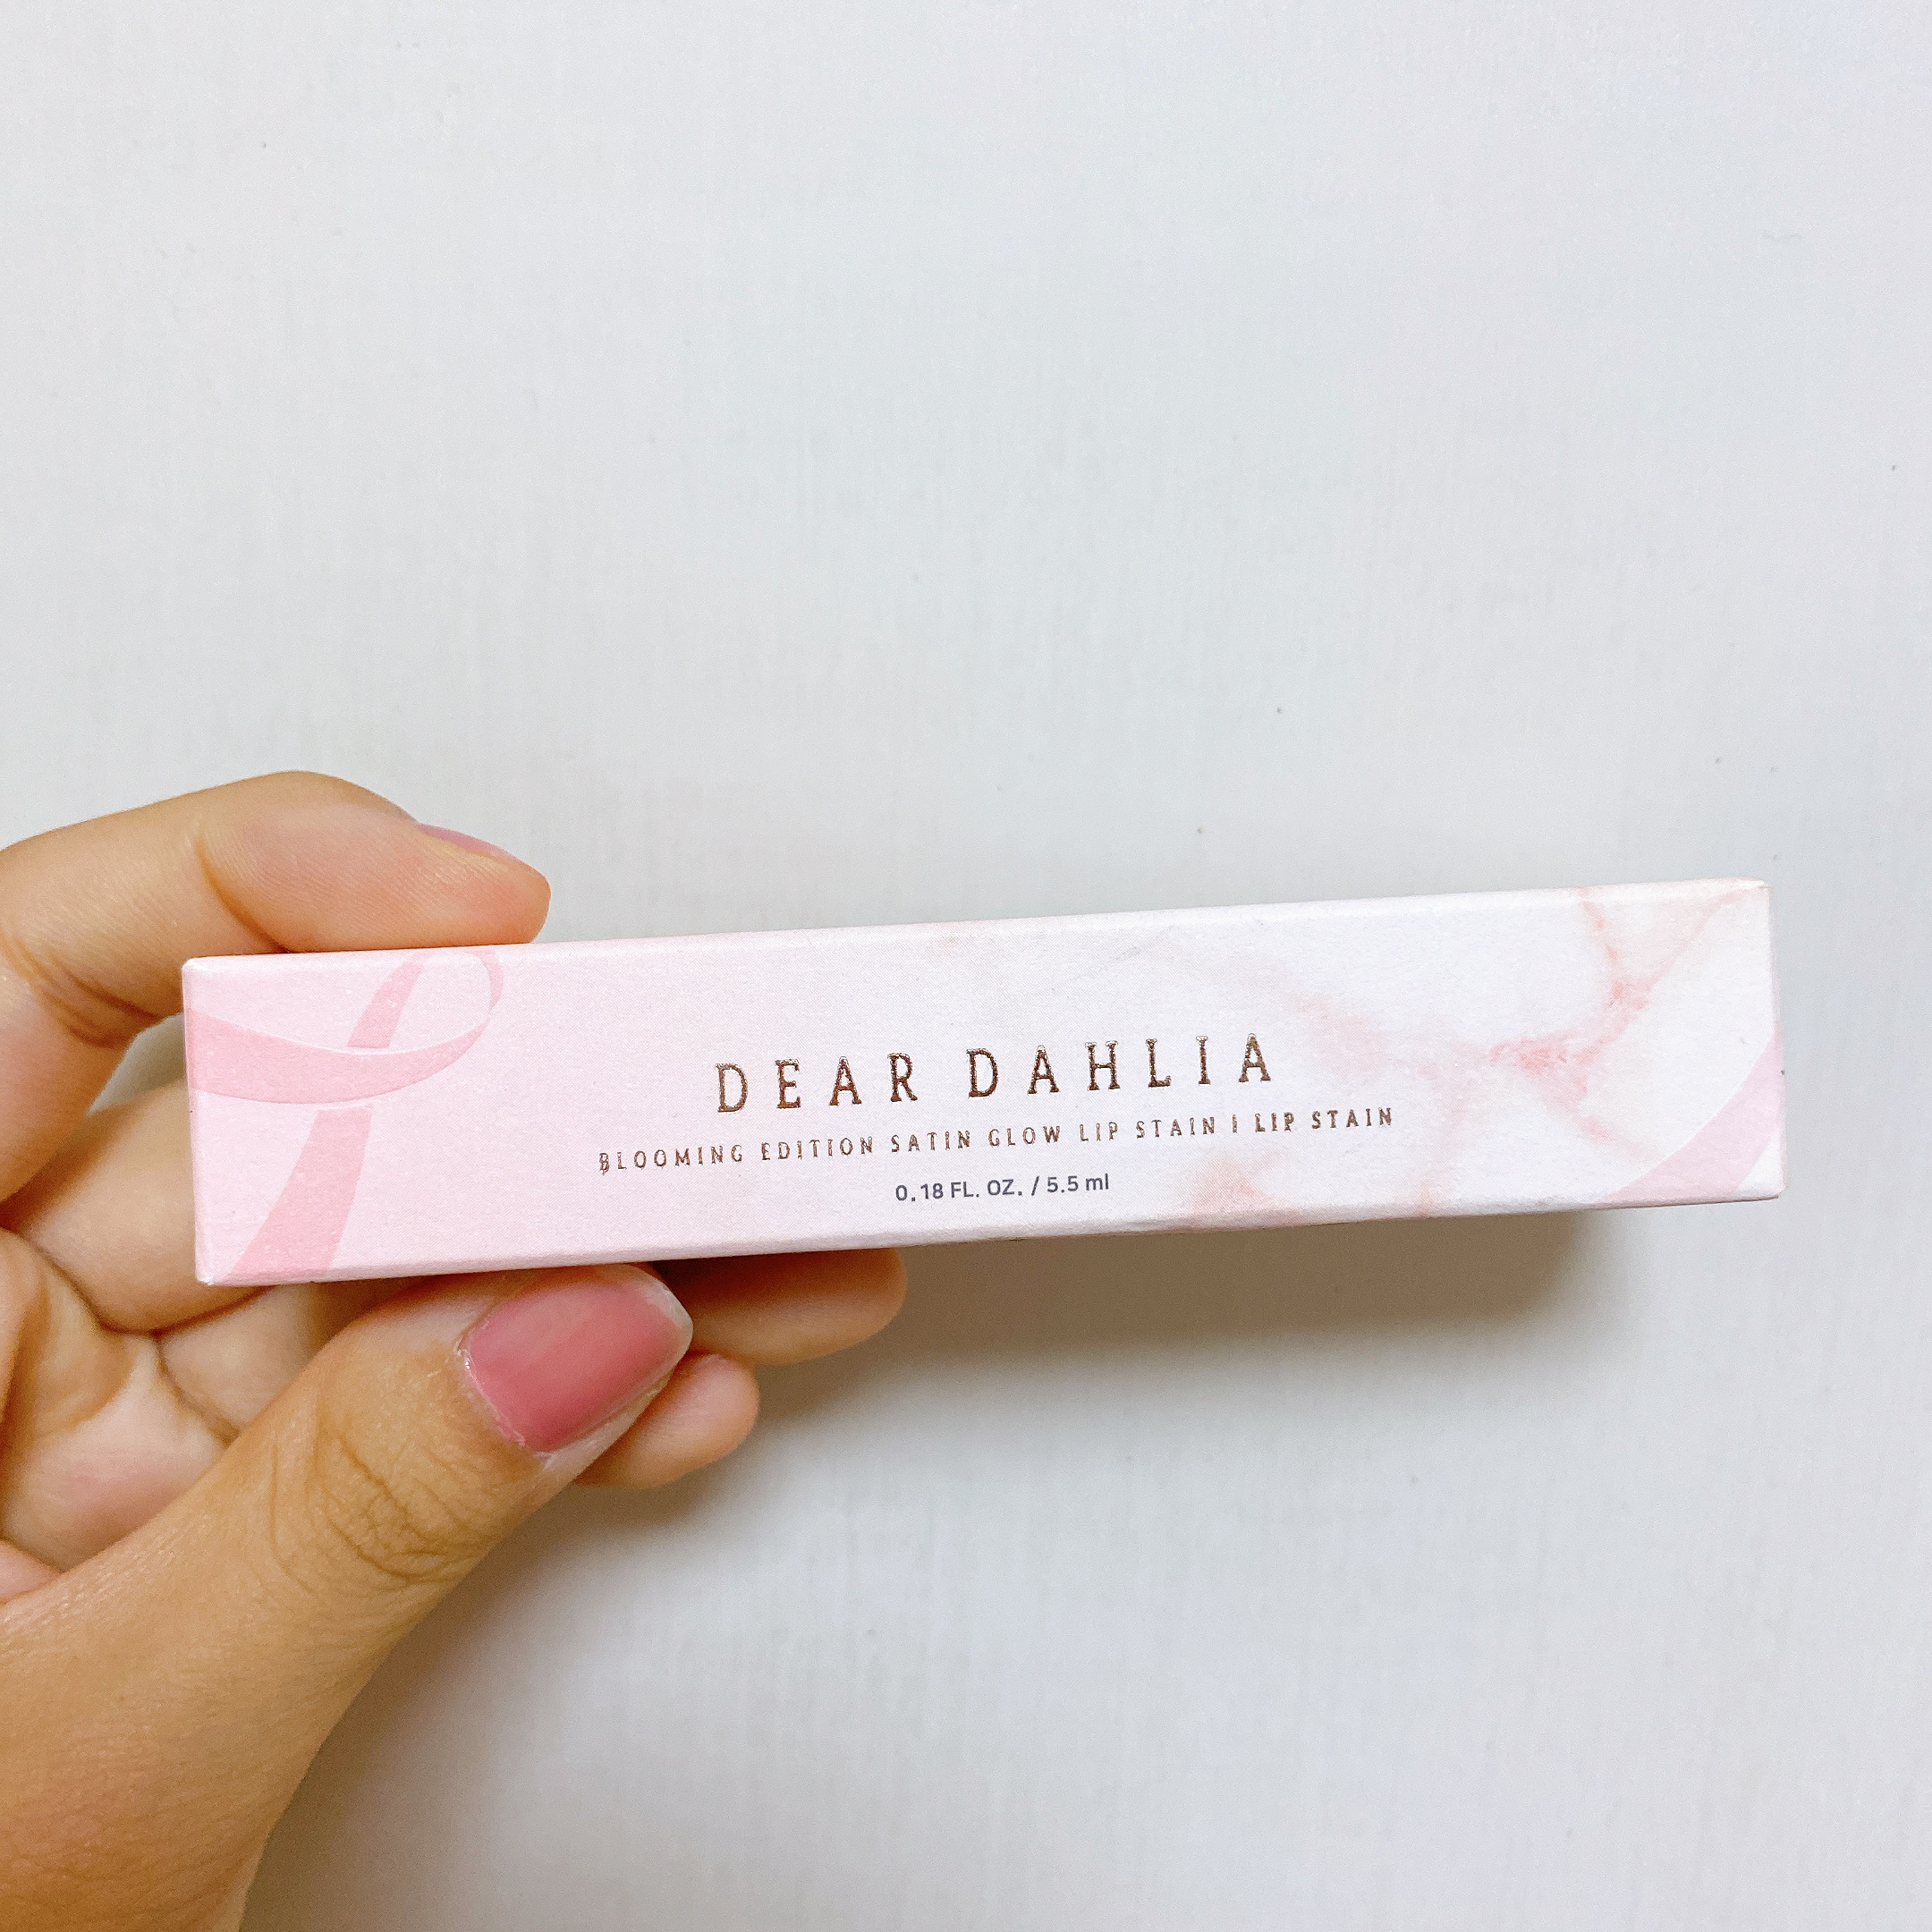 DEAR DAHLIA
BLOOMING EDITION SATIN GLOW LIP STAIN | LIP STAIN
0.18 FL. OZ. / 5.5 ml